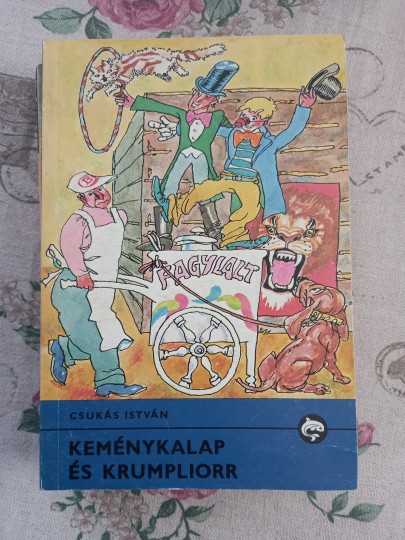 FAGYLALT
CSUKÁS ISTVÁN
KEMÉNYKALAP
ÉS KRUMPLIORR